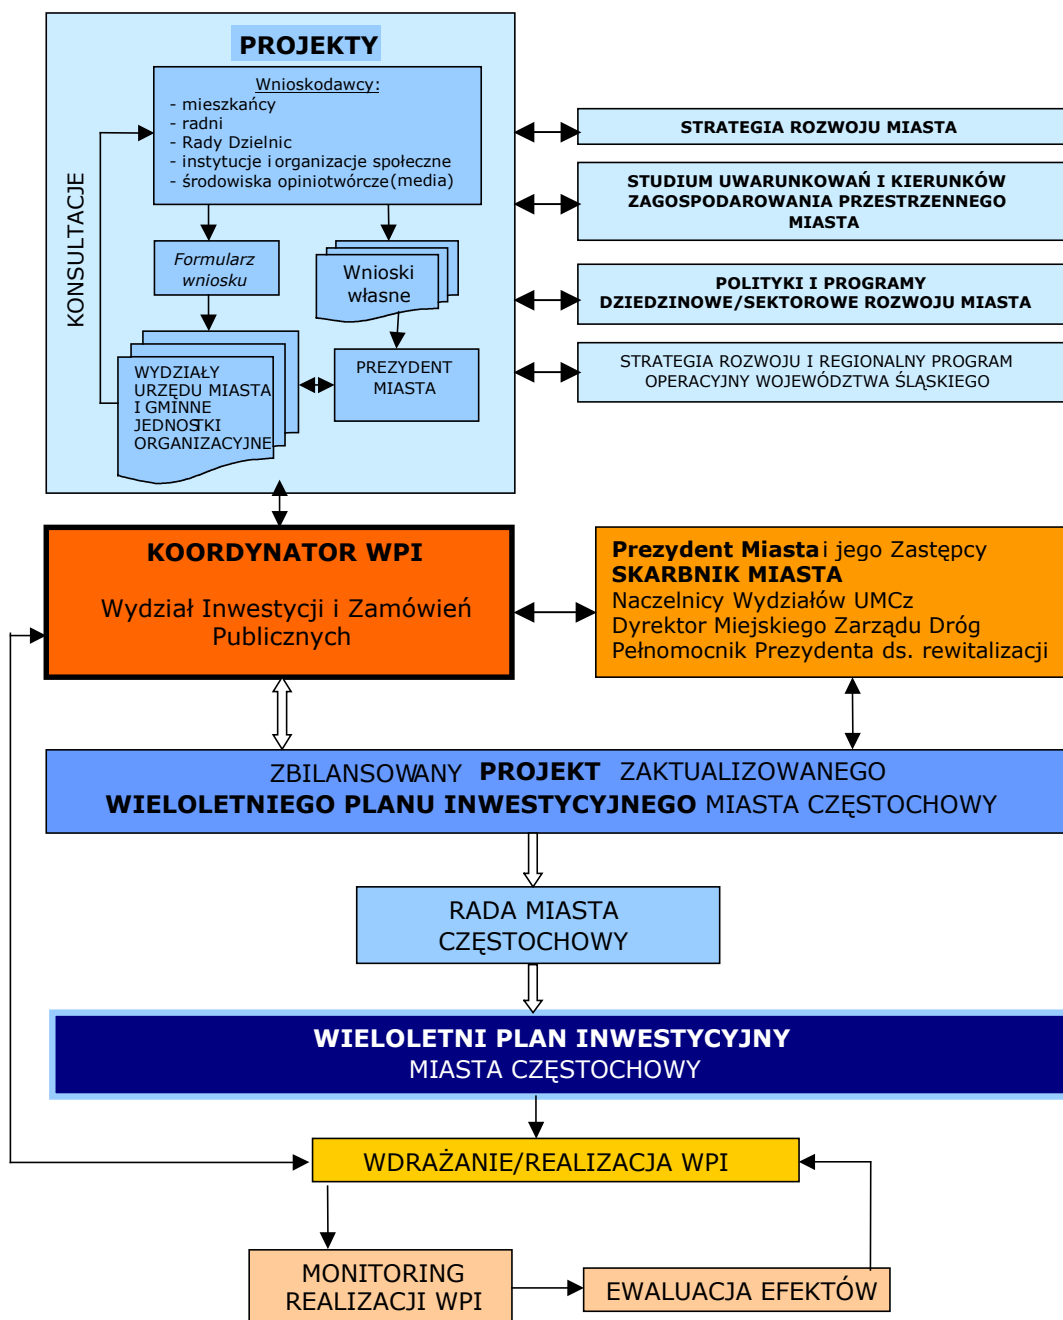 PROJEKTY
Wnioskodawcy:
- mieszkańcy
- radni
- Rady Dzielnic
- instytucje i organizacje społeczne
- środowiska opiniotwórcze (media)
KONSULTACJE
Formularz
wniosku
Wnioski
własne
WYDZIAŁY
URZĘDU MIASTA
I GMINNE
JEDNOSTKI
ORGANIZACYJNE
PREZYDENT
MIASTA
STRATEGIA ROZWOJU MIASTA
STUDIUM UWARUNKOWAŃ I KIERUNKÓW
ZAGOSPODAROWANIA PRZESTRZENNEGO
MIASTA
POLITYKI I PROGRAMY
DZIEDZINOWE/SEKTOROWE ROZWOJU MIASTA
STRATEGIA ROZWOJU I REGIONALNY PROGRAM
OPERACYJNY WOJEWÓDZTWA ŚLĄSKIEGO
KOORDYNATOR WPI
Wydział Inwestycji i Zamówień
Publicznych
Prezydent Miasta i jego Zastępcy
SKARBNIK MIASTA
Naczelnicy Wydziałów UMCz
Dyrektor Miejskiego Zarządu Dróg
Pełnomocnik Prezydenta ds. rewitalizacji
ZBILANSOWANY PROJEKT ZAKTUALIZOWANEGO
WIELOLETNIEGO PLANU INWESTYCYJNEGO MIASTA CZĘSTOCHOWY
RADA MIASTA
CZĘSTOCHOWY
WIELOLETNI PLAN INWESTYCYJNY
MIASTA CZĘSTOCHOWY
WDRAŻANIE/REALIZACJA WPI
MONITORING
REALIZACJI WPI
EWALUACJA EFEKTÓW